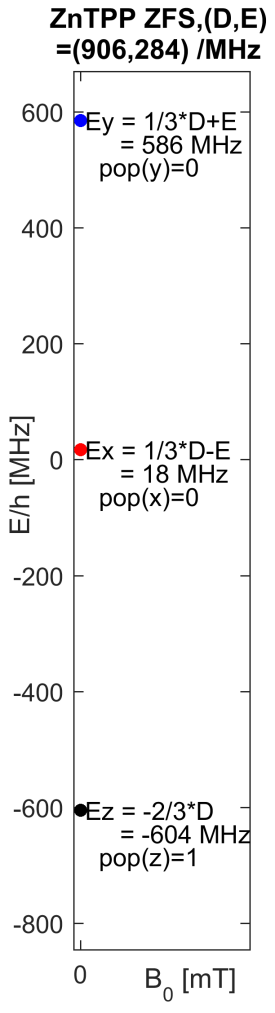 ZnTPP ZFS,(D,E)
=(906,284) /MHz
600
Ey = 1/3*D+E
= 586 MHz
pop(y)=0
400
200
Ex = 1/3*D-E
0
= 18 MHz
pop(x)=0
E/h [MHz]
-200
-400
-600
Ez = -2/3*D
= -604 MHz
pop(z)=1
-800
0
B0 [mT]